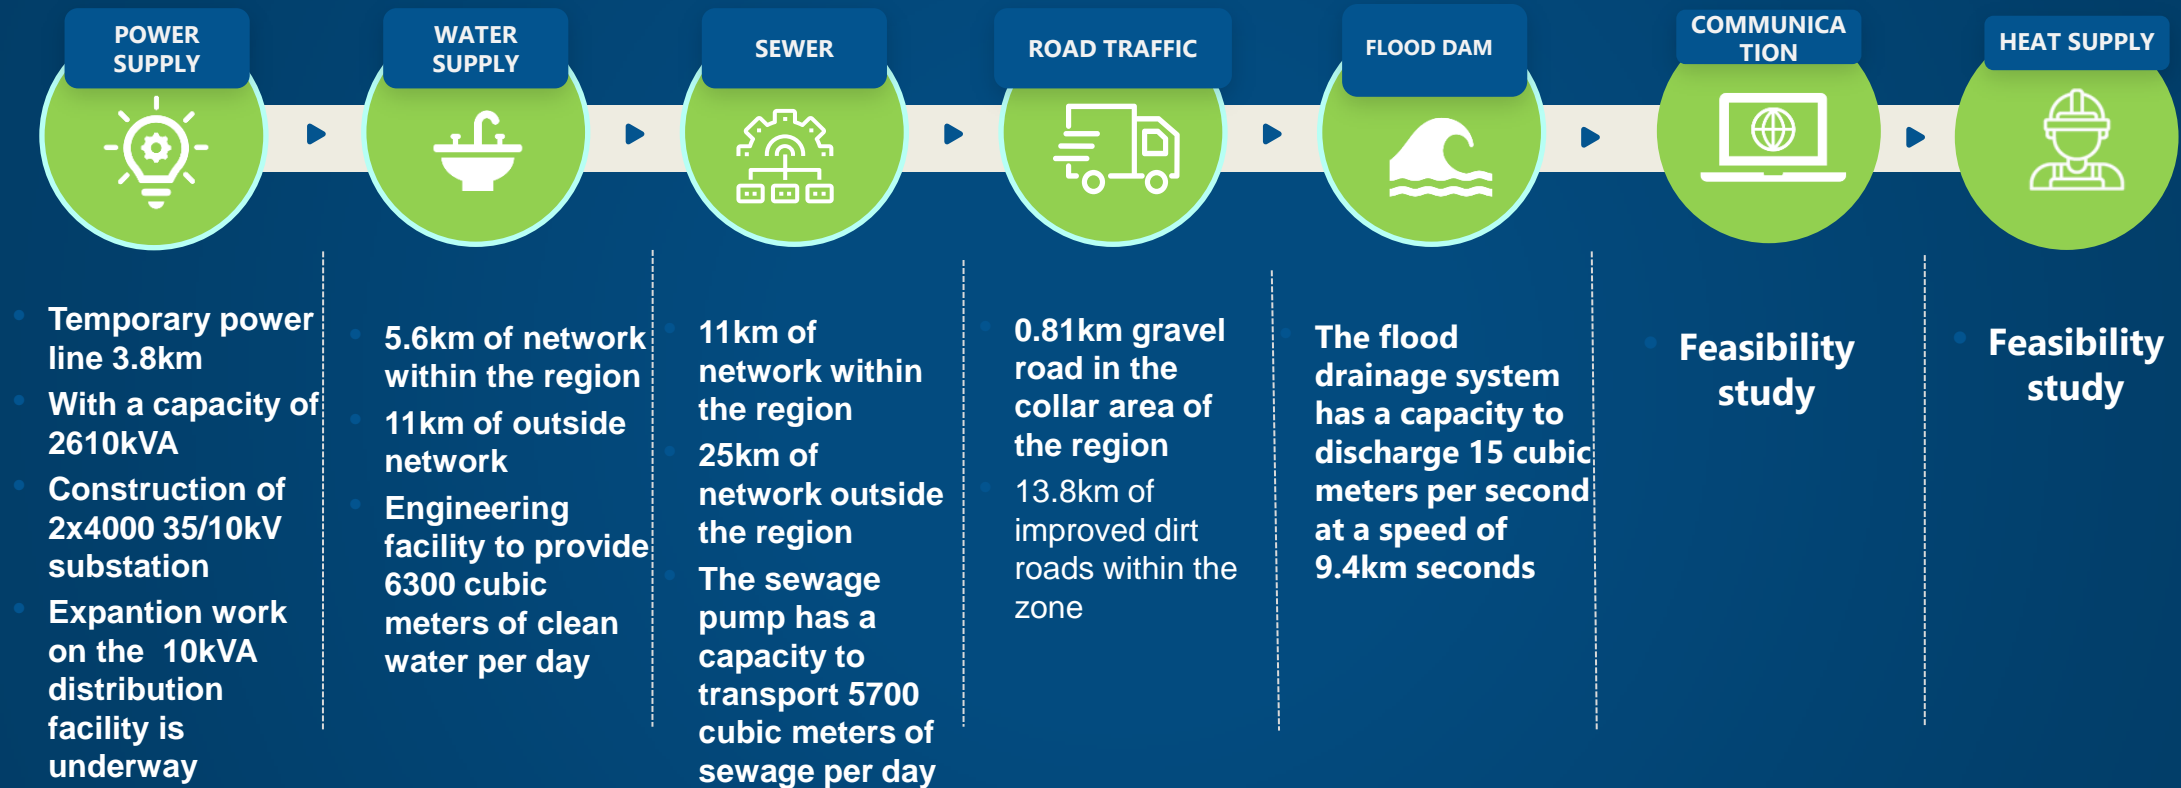 POWER
SUPPLY
WATER
SUPPLY
SEWER
ROAD TRAFFIC
FLOOD DAM
COMMUNICA
TION
HEAT SUPPLY
Temporary power
line 3.8km
With a capacity of
2610kVA
Construction of
2x4000 35/10kV
substation
Expantion work
on the 10kVA
distribution
facility is
underway
5.6km of network
within the region
11km of outside
network
Engineering
facility to provide
6300 cubic
meters of clean
water per day
11km of
network within
the region
25km of
network outside
the region
The sewage
pump has a
capacity to
transport 5700
cubic meters of
sewage per day
0.81km gravel
road in the
collar area of
the region
13.8km of
improved dirt
roads within the
zone
The flood
drainage system
has a capacity to
discharge 15 cubic
meters per second
at a speed of
9.4km seconds
Feasibility
study
Feasibility
study